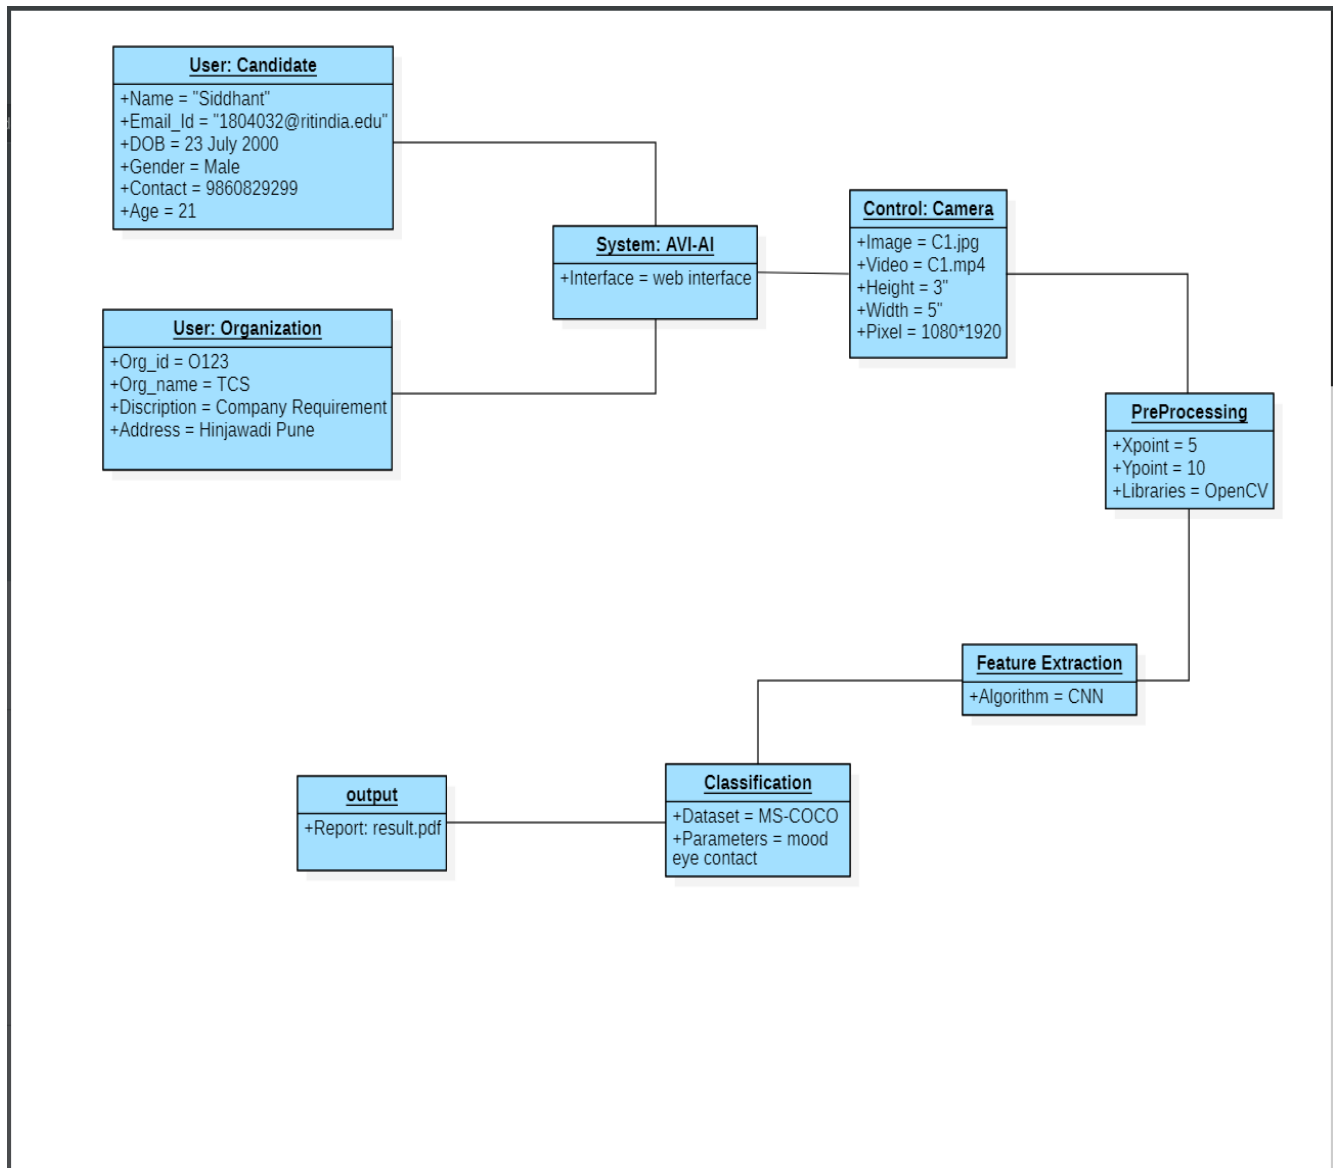 User: Candidate
+Name = "Siddhant"
+Email_Id = "1804032@ritindia.edu"
+DOB = 23 July 2000
+Gender = Male
+Contact = 9860829299
+Age = 21
User: Organization
+Org_id = O123
+Org_name = TCS
+Discription = Company Requirement
+Address = Hinjawadi Pune
System: AVI-AI
+Interface = web interface
Control: Camera
+Image = C1.jpg
+Video = C1.mp4
+Height = 3"
+Width = 5"
+Pixel = 1080*1920
PreProcessing
+Xpoint = 5
+Ypoint = 10
+Libraries = OpenCV
Feature Extraction
+Algorithm = CNN
Classification
+Dataset = MS-COCO
+Parameters = mood
eye contact
output
+Report: result.pdf